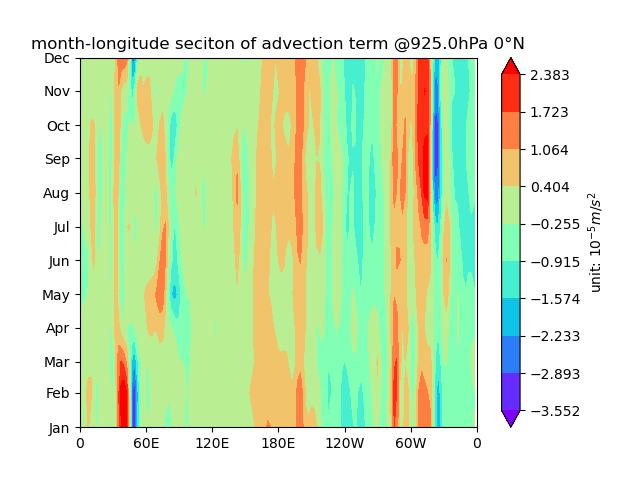 month-longitude seciton of advection term @925.0hPa 0°N
Dec
Nov
Oct
Sep
Aug
Jul
Jun
May
Apr
Mar
Feb
Jan
0 60E 120E 180E 120W 60W 0
2.383
1.723
1.064
0.404
−0.255
−0.915
−1.574
−2.233
−2.893
−3.552
unit: 10⁻⁵m/s²